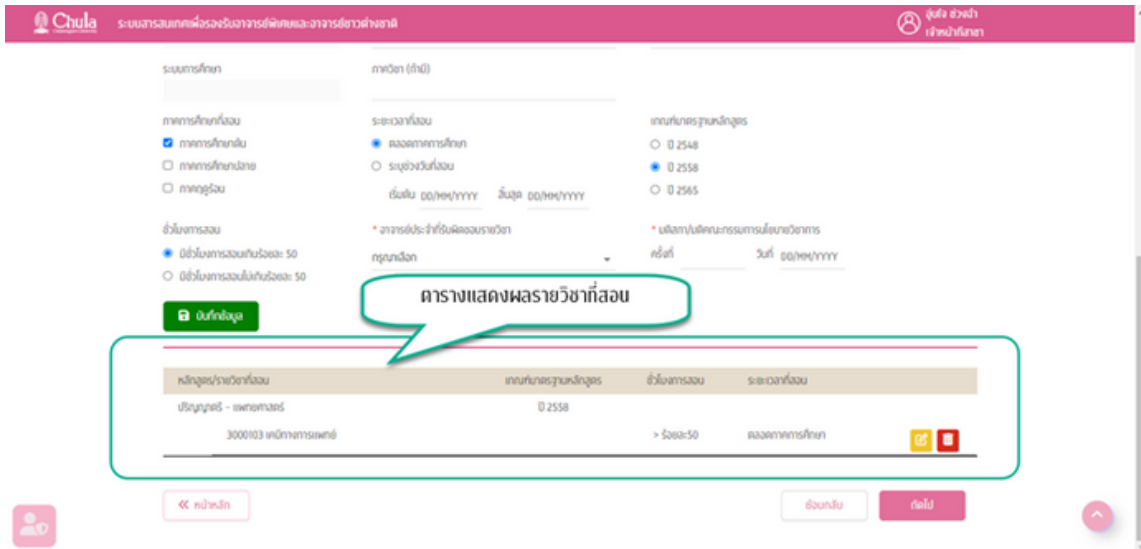 Chula ระบบสารสนเทศเพื่อรองรับอาจารย์พิเศษและอาจารย์ชาวต่างชาติ
อุ่นใจ ช่วยฉ่ำ
เจ้าหน้าที่สาขา
ระบบการศึกษา ภาควิชา (ถ้ามี)
ภาคการศึกษาที่สอน ระยะเวลาที่สอน เกณฑ์มาตรฐานหลักสูตร
ภาคการศึกษาต้น ตลอดภาคการศึกษา ปี 2548
ภาคการศึกษาปลาย ระบุช่วงวันที่สอน ปี 2558
ภาคฤดูร้อน เริ่มต้น DD/MM/YYYY สิ้นสุด DD/MM/YYYY ปี 2565
ชั่วโมงการสอน * อาจารย์ประจำที่รับผิดชอบรายวิชา * มติสภา/มติคณะกรรมการนโยบายวิชาการ
มีชั่วโมงการสอนเกินร้อยละ 50 กรุณาเลือก ครั้งที่ วันที่ DD/MM/YYYY
มีชั่วโมงการสอนไม่เกินร้อยละ 50
ตารางแสดงผลรายวิชาที่สอน
บันทึกข้อมูล
หลักสูตร/รายวิชาที่สอน เกณฑ์มาตรฐานหลักสูตร ชั่วโมงการสอน ระยะเวลาที่สอน
ปริญญาตรี - แพทยศาสตร์ ปี 2558
3000103 เคมีทางการแพทย์ > ร้อยละ50 ตลอดภาคการศึกษา
หน้าหลัก ย้อนกลับ ถัดไป